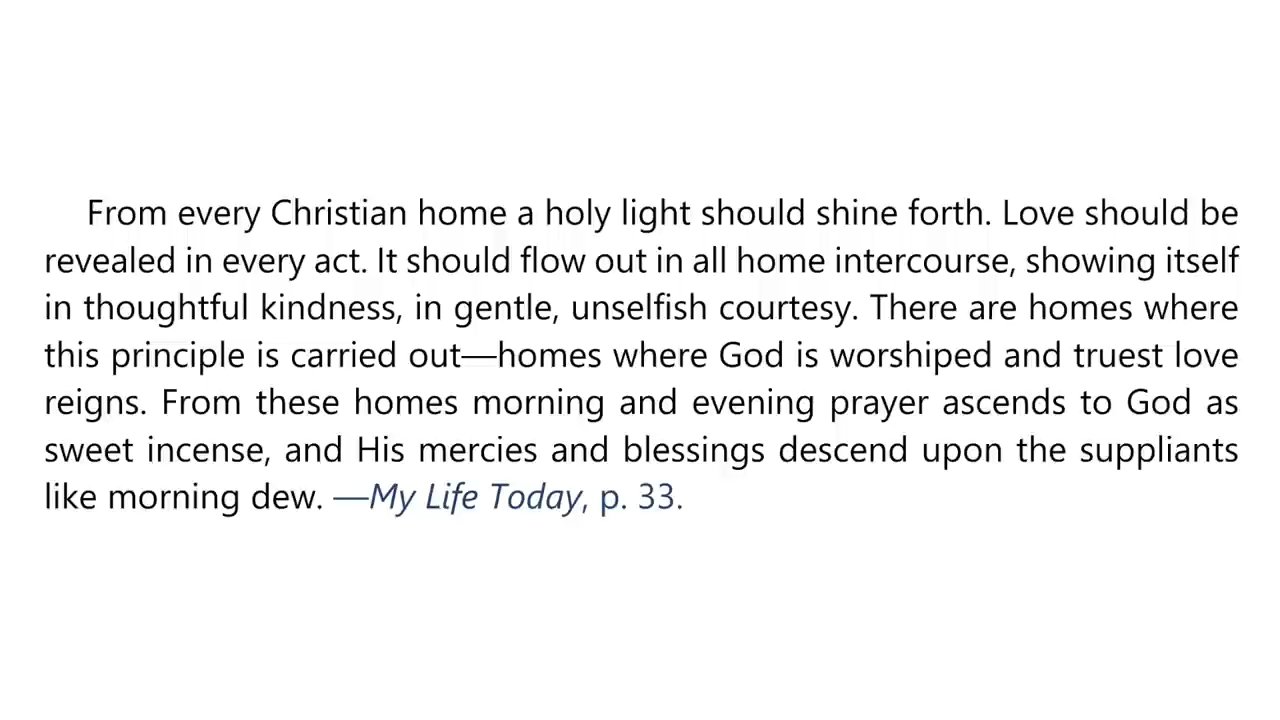 From every Christian home a holy light should shine forth. Love should be
revealed in every act. It should flow out in all home intercourse, showing itself
in thoughtful kindness, in gentle, unselfish courtesy. There are homes where
this principle is carried out—homes where God is worshiped and truest love
reigns. From these homes morning and evening prayer ascends to God as
sweet incense, and His mercies and blessings descend upon the suppliants
like morning dew. —My Life Today, p. 33.